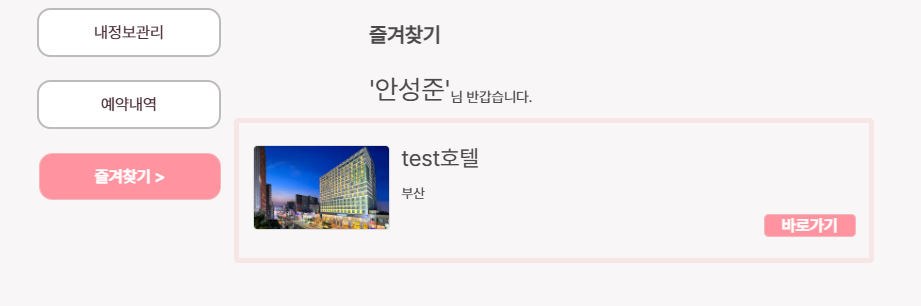 내정보관리
예약내역
즐겨찾기 >
즐겨찾기
'안성준'님 반갑습니다.
test호텔
부산
바로가기